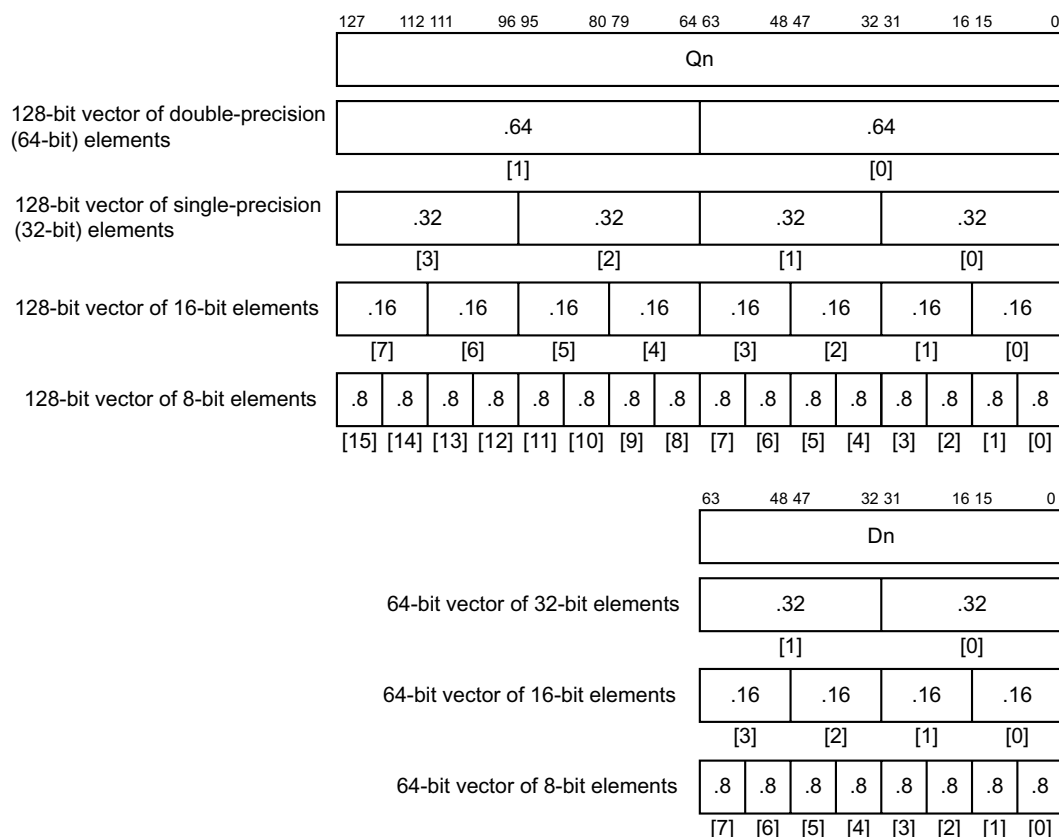 127 112 111 96 95 80 79 64 63 48 47 32 31 16 15 0
Qn
128-bit vector of double-precision
(64-bit) elements
.64 .64
[1] [0]
128-bit vector of single-precision
(32-bit) elements
.32 .32 .32 .32
[3] [2] [1] [0]
128-bit vector of 16-bit elements .16 .16 .16 .16 .16 .16 .16 .16
[7] [6] [5] [4] [3] [2] [1] [0]
128-bit vector of 8-bit elements .8 .8 .8 .8 .8 .8 .8 .8 .8 .8 .8 .8 .8 .8 .8 .8
[15] [14] [13] [12] [11] [10] [9] [8] [7] [6] [5] [4] [3] [2] [1] [0]
63 48 47 32 31 16 15 0
Dn
64-bit vector of 32-bit elements .32 .32
[1] [0]
64-bit vector of 16-bit elements .16 .16 .16 .16
[3] [2] [1] [0]
64-bit vector of 8-bit elements .8 .8 .8 .8 .8 .8 .8 .8
[7] [6] [5] [4] [3] [2] [1] [0]